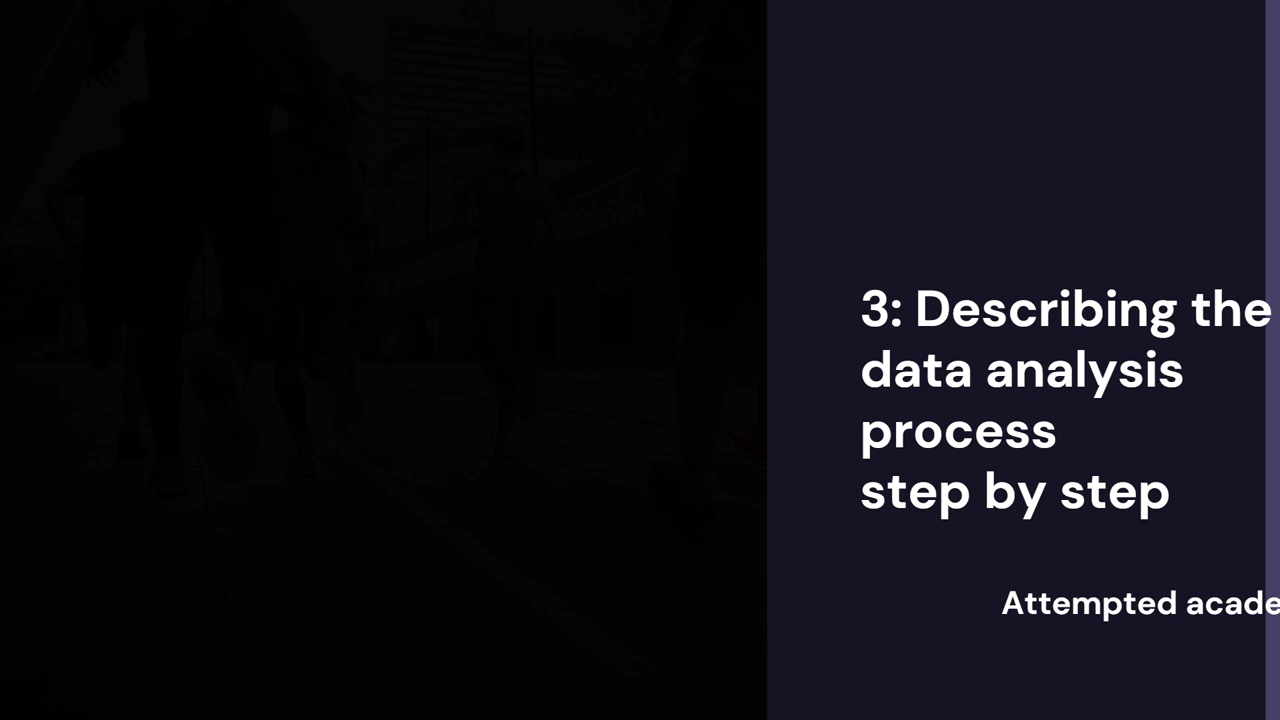 3: Describing the
data analysis
process
step by step
Attempted acade